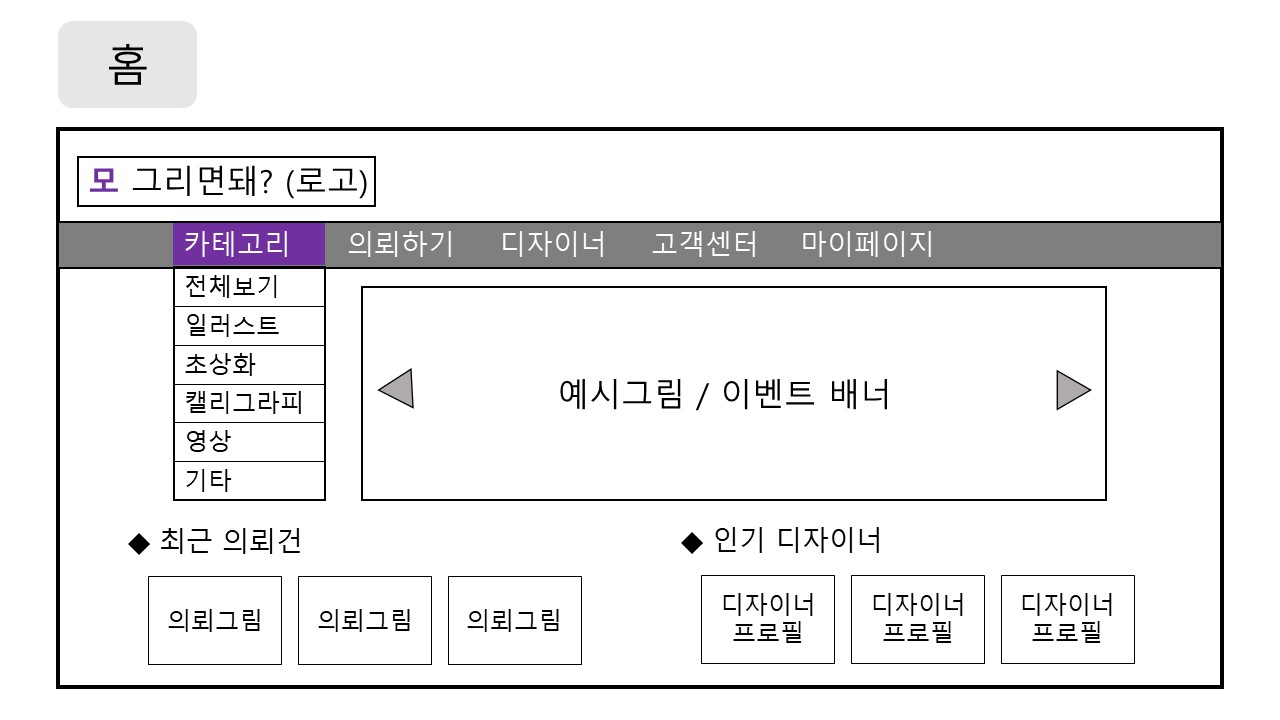 홈
모 그리면돼? (로고)
카테고리 의뢰하기 디자이너 고객센터 마이페이지
전체보기
일러스트
초상화
캘리그라피
영상
기타
예시그림 / 이벤트 배너
◆ 최근 의뢰건
의뢰그림 의뢰그림 의뢰그림
◆ 인기 디자이너
디자이너 디자이너 디자이너
프로필 프로필 프로필